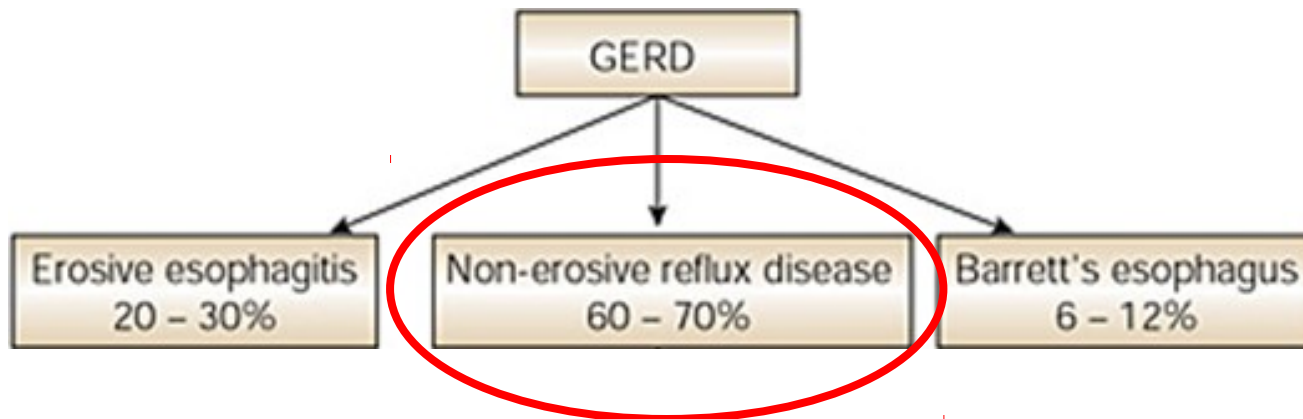 GERD
Erosive esophagitis
20 – 30%
Non-erosive reflux disease
60 – 70%
Barrett's esophagus
6 – 12%